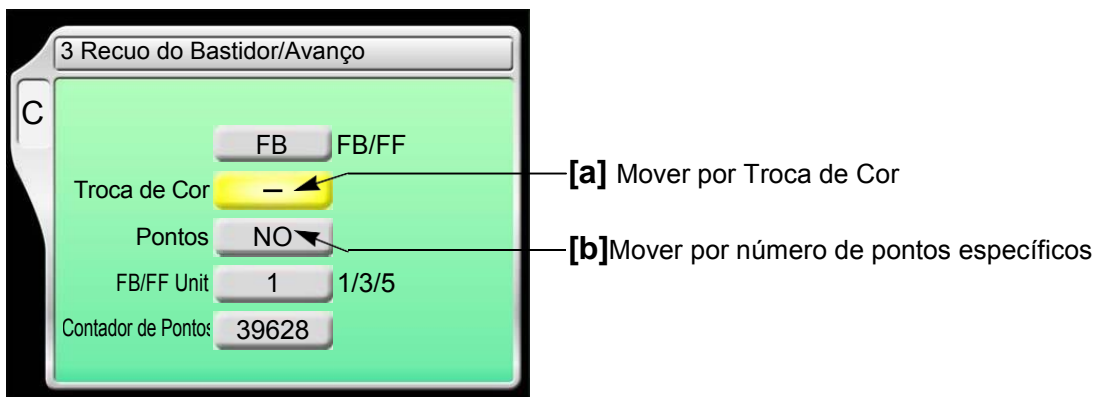 3 Recuo do Bastidor/Avanço
C
FB FB/FF
Troca de Cor –
[a] Mover por Troca de Cor
Pontos NO
[b]Mover por número de pontos específicos
FB/FF Unit 1 1/3/5
Contador de Pontos 39628